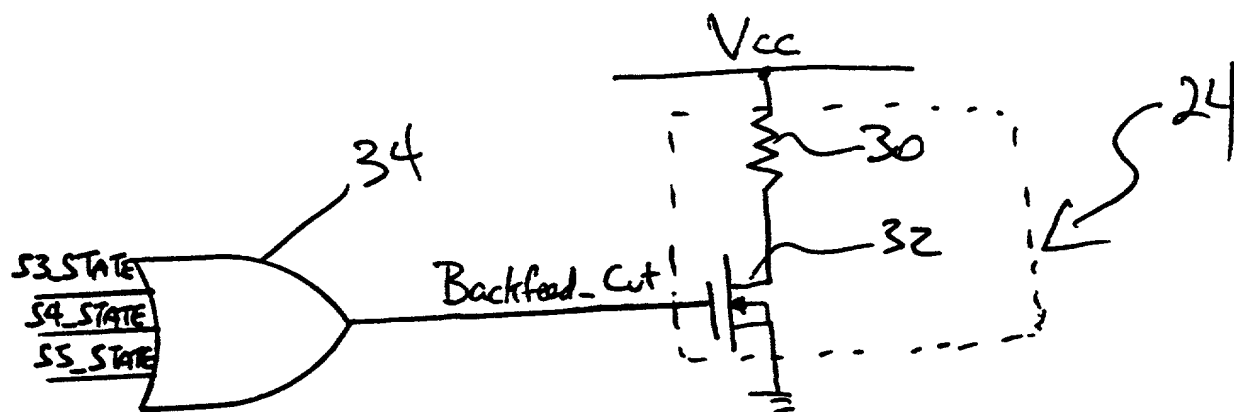 Vcc
24
30
34
32
S3_STATE
Backfeed_Cut
S4_STATE
S5_STATE